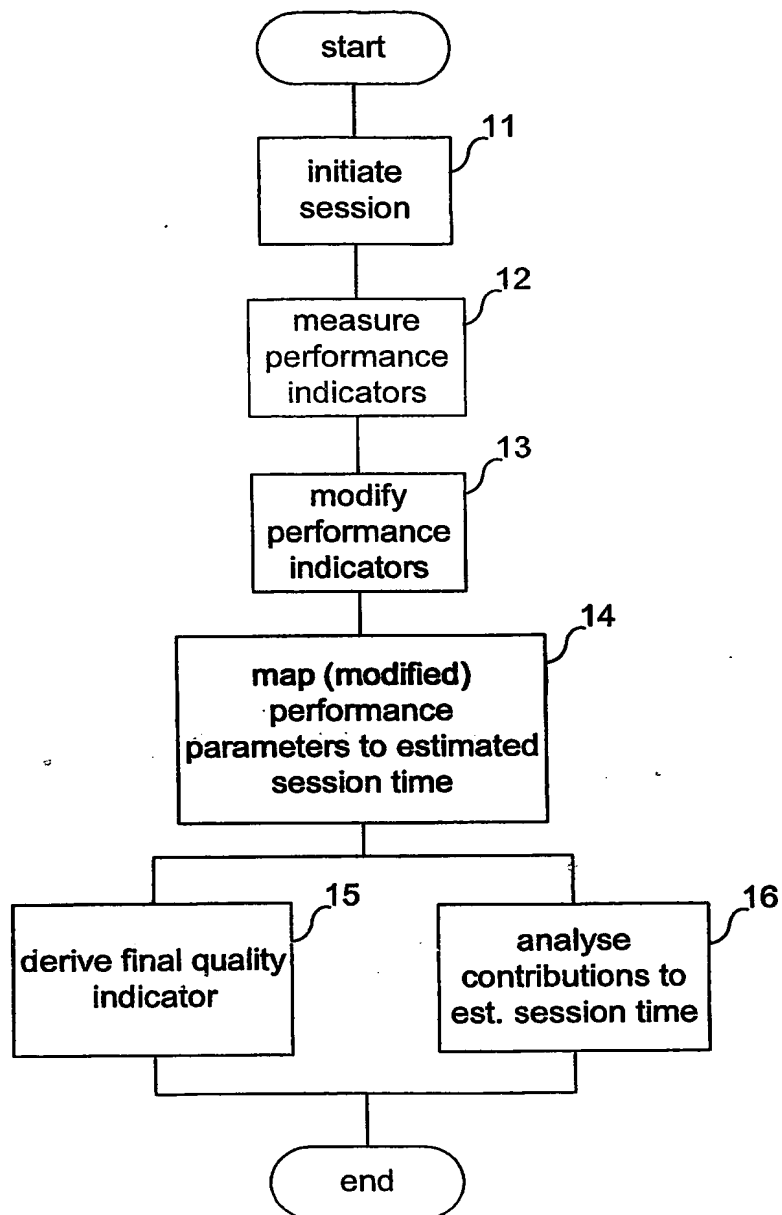 start
11
initiate
session
12
measure
performance
indicators
13
modify
performance
indicators
14
map (modified)
performance
parameters to estimated
session time
15
derive final quality
indicator
16
analyse
contributions to
est. session time
end